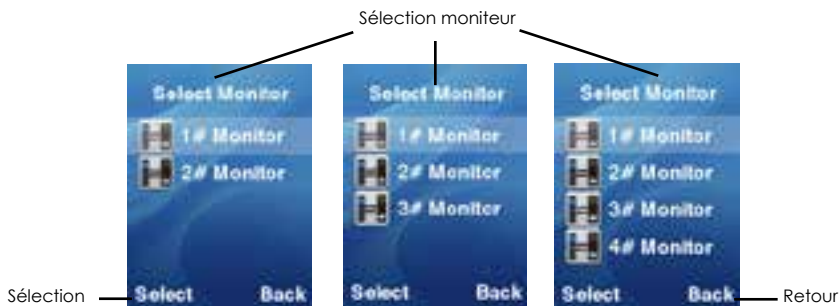 Sélection moniteur
Select Monitor
1# Monitor
2# Monitor
Select Back
Select Monitor
1# Monitor
2# Monitor
3# Monitor
Select Back
Select Monitor
1# Monitor
2# Monitor
3# Monitor
4# Monitor
Select Back
Sélection
Retour